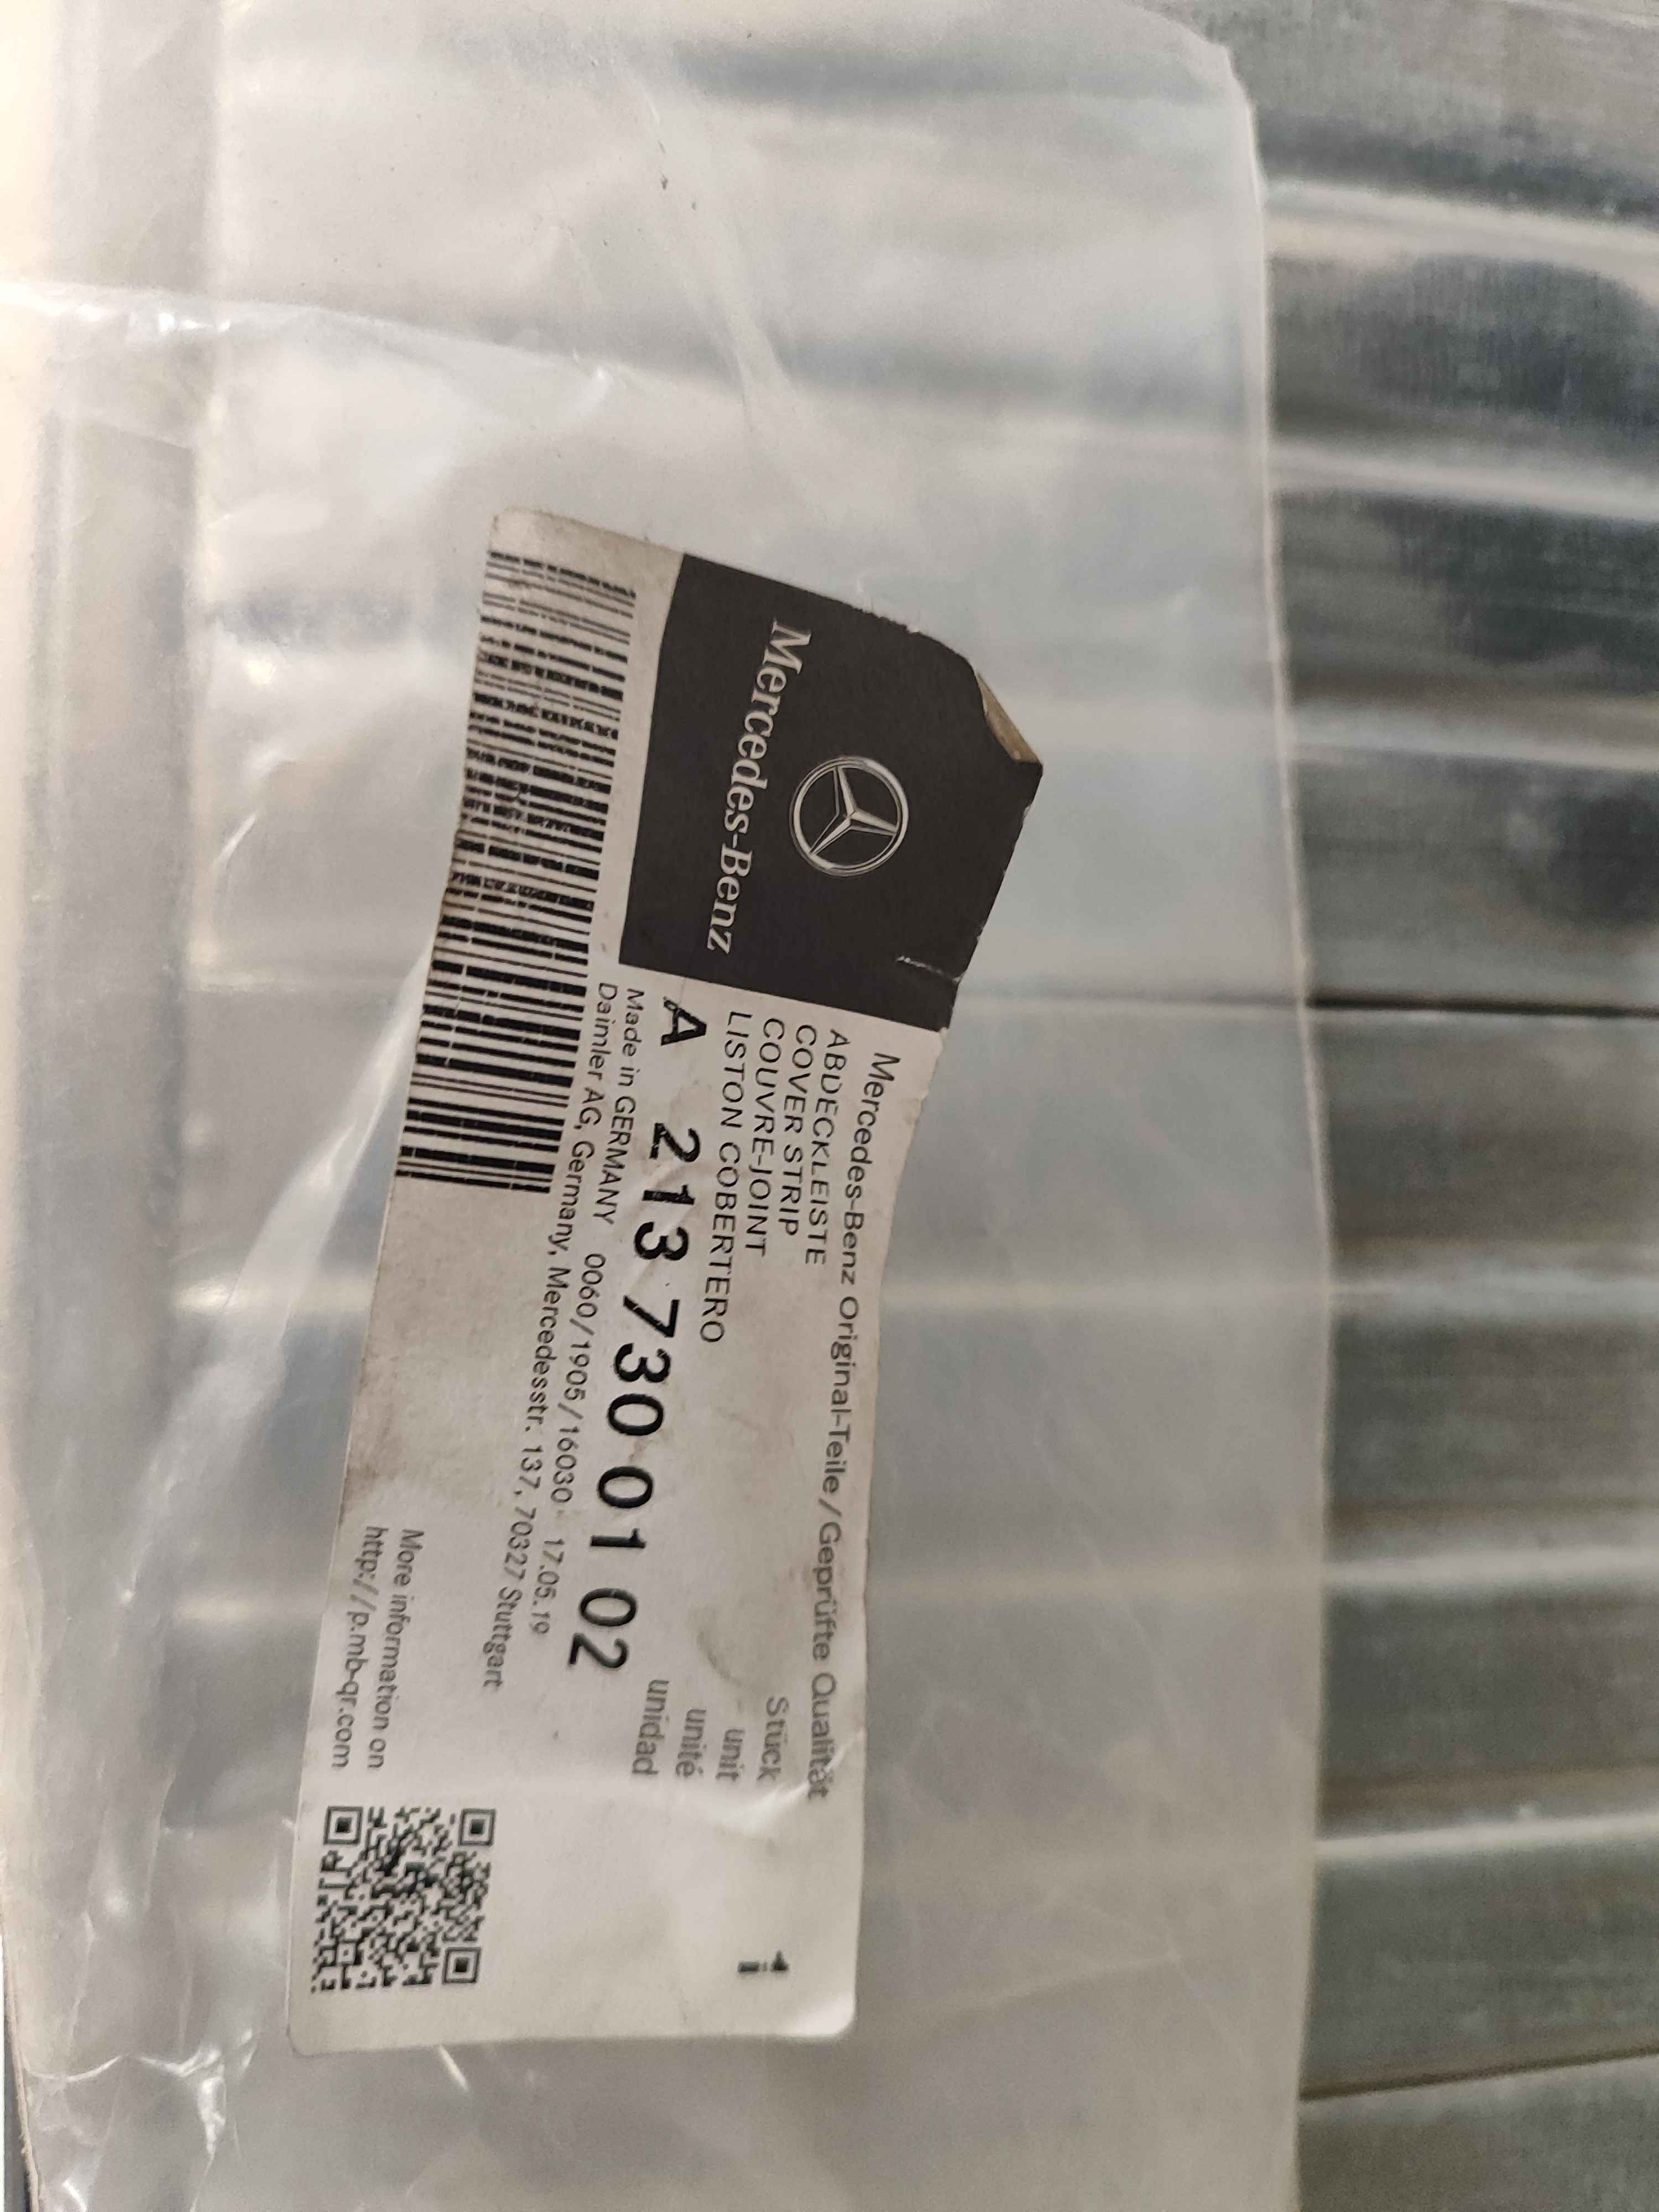 Mercedes-Benz
Mercedes-Benz Original-Teile/Geprüfte Qualität
ABDECKLEISTE
COVER STRIP
COUVRE-JOINT
LISTON COBERTERO
Stück
unit
unité
unidad
1
A 213 730 01 02
Made in GERMANY 0060/1905/16030 17.05.19
Daimler AG, Germany, Mercedesstr. 137, 70327 Stuttgart
More information on
http://p.mb-qr.com